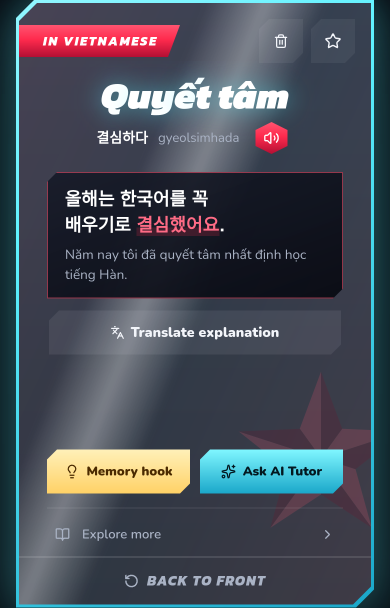 IN VIETNAMESE
Quyết tâm
결심하다 gyeolsimhada
올해는 한국어를 꼭
배우기로 결심했어요.
Năm nay tôi đã quyết tâm nhất định học
tiếng Hàn.
Translate explanation
Memory hook
Ask AI Tutor
Explore more
BACK TO FRONT